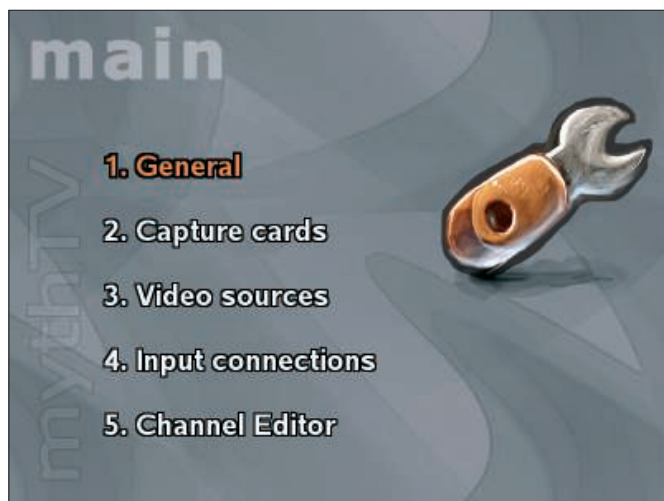 main
mythTV
1. General
2. Capture cards
3. Video sources
4. Input connections
5. Channel Editor